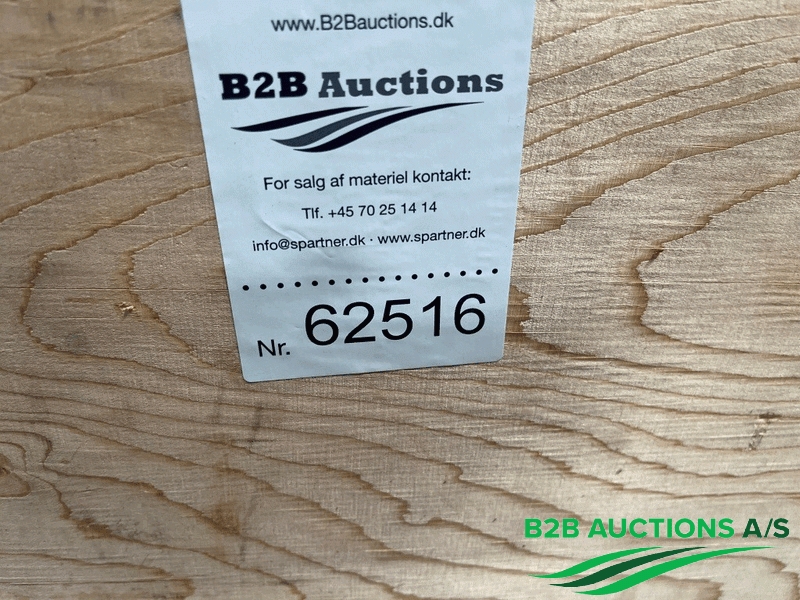 www.B2Bauctions.dk
B2B Auctions
For salg af materiel kontakt:
Tlf. +45 70 25 14 14
info@spartner.dk · www.spartner.dk
Nr. 62516
B2B AUCTIONS A/S